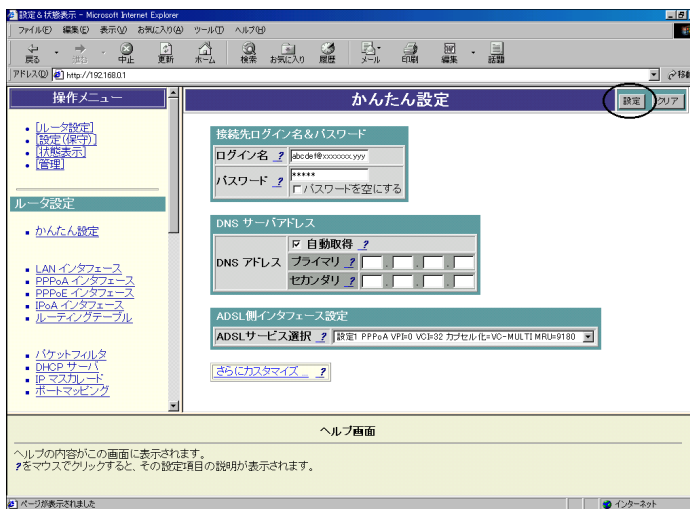 設定＆状態表示 - Microsoft Internet Explorer
ファイル(F) 編集(E) 表示(V) お気に入り(A) ツール(T) ヘルプ(H)
戻る 進む 中止 更新 ホーム 検索 お気に入り 履歴 メール 印刷 編集 話題
アドレス(D) http://192.168.0.1 移動
操作メニュー
[ルータ設定]
[設定(保守)]
[状態表示]
[管理]
ルータ設定
かんたん設定
LAN インタフェース
PPPoA インタフェース
PPPoE インタフェース
IPoA インタフェース
ルーティングテーブル
パケットフィルタ
DHCP サーバ
IP マスカレード
ポートマッピング
かんたん設定 設定 クリア
接続先ログイン名＆パスワード
ログイン名 ? abcdef@xxxxxxx.yyy
パスワード ? *****
パスワードを空にする
DNS サーバアドレス
DNS アドレス 自動取得 ?
プライマリ ? . . .
セカンダリ ? . . .
ADSL側インタフェース設定
ADSLサービス選択 ? 設定1 PPPoA VPI=0 VCI=32 カプセル化=VC-MULTI MRU=9180
さらにカスタマイズ... ?
ヘルプ画面
ヘルプの内容がこの画面に表示されます。
?をマウスでクリックすると、その設定項目の説明が表示されます。
ページが表示されました インターネット